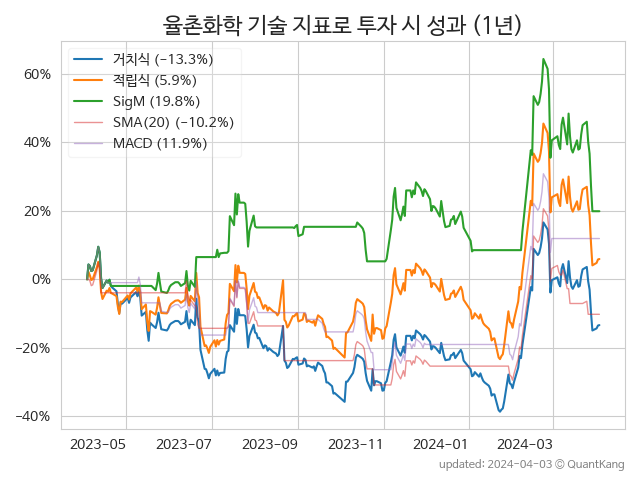 율촌화학 기술 지표로 투자 시 성과 (1년)
거치식 (−13.3%)
적립식 (5.9%)
SigM (19.8%)
SMA(20) (−10.2%)
MACD (11.9%)
60%
40%
20%
0%
−20%
−40%
2023-05 2023-07 2023-09 2023-11 2024-01 2024-03
updated: 2024-04-03 © QuantKang